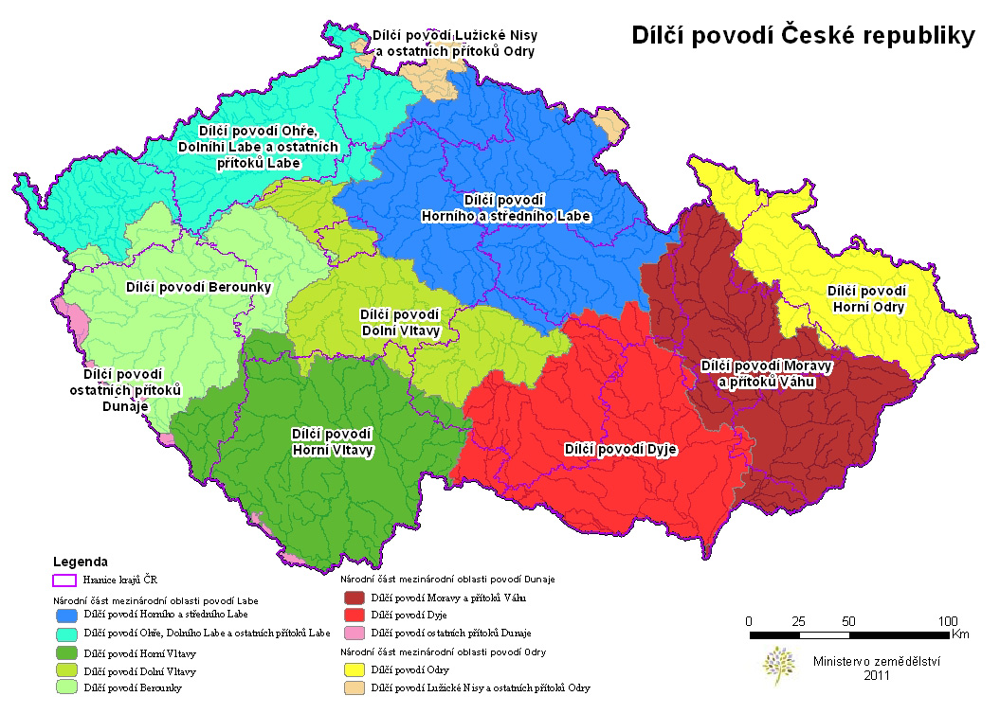 Dílčí povodí České republiky
Dílčí povodí Lužické Nisy
a ostatních přítoků Odry
Dílčí povodí Ohře,
Dolníhi Labe a ostatních
přítoků Labe
Dílčí povodí
Horního a středního Labe
Dílčí povodí Berounky
Dílčí povodí
Horní Odry
Dílčí povodí
Dolní Vltavy
Dílčí povodí
ostatních přítoků
Dunaje
Dílčí povodí Moravy
a přítoků Váhu
Dílčí povodí
Horní Vltavy
Dílčí povodí Dyje
Legenda
Hranice krajů ČR
Národní část mezinárodní oblasti povodí Labe
Dílčí povodí Horního a středního Labe
Dílčí povodí Ohře, Dolního Labe a ostatních přítoků Labe
Dílčí povodí Horní Vltavy
Dílčí povodí Dolní Vltavy
Dílčí povodí Berounky
Národní část mezinárodní oblasti povodí Dunaje
Dílčí povodí Moravy a přítoků Váhu
Dílčí povodí Dyje
Dílčí povodí ostatních přítoků Dunaje
Národní část mezinárodní oblasti povodí Odry
Dílčí povodí Odry
Dílčí povodí Lužické Nisy a ostatních přítoků Odry
0 25 50 100
Km
Ministervo zemědělství
2011